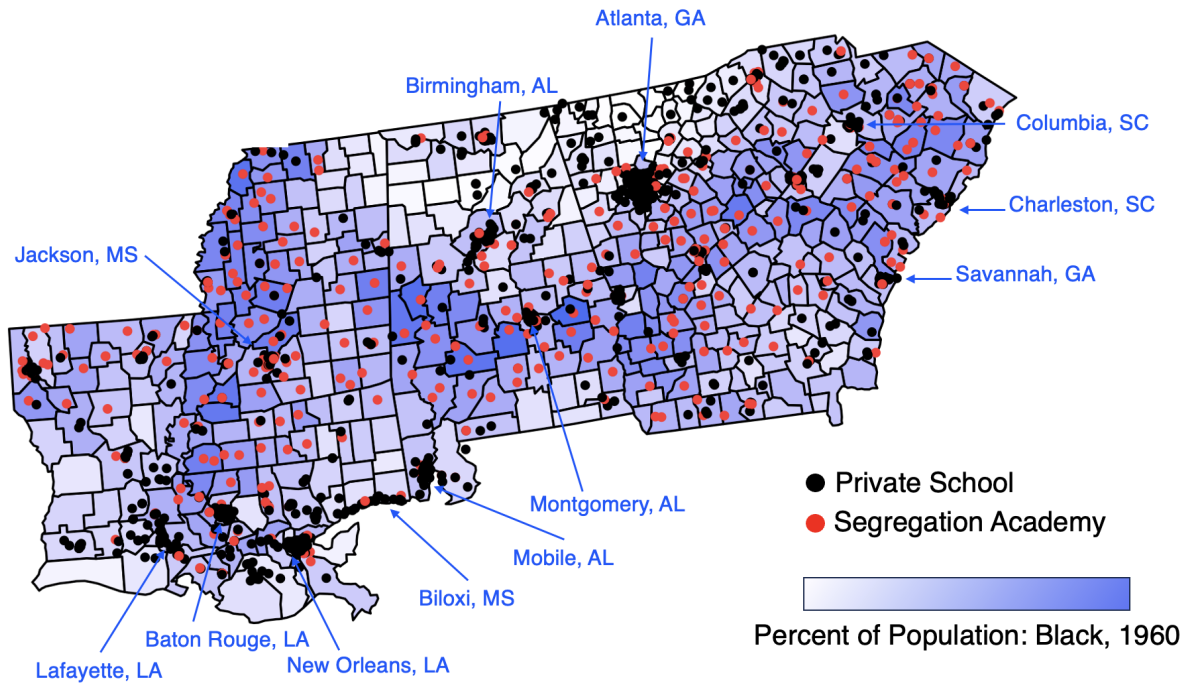 Atlanta, GA
Birmingham, AL
Columbia, SC
Charleston, SC
Jackson, MS
Savannah, GA
Private School
Montgomery, AL
Segregation Academy
Mobile, AL
Biloxi, MS
Percent of Population: Black, 1960
Baton Rouge, LA
New Orleans, LA
Lafayette, LA